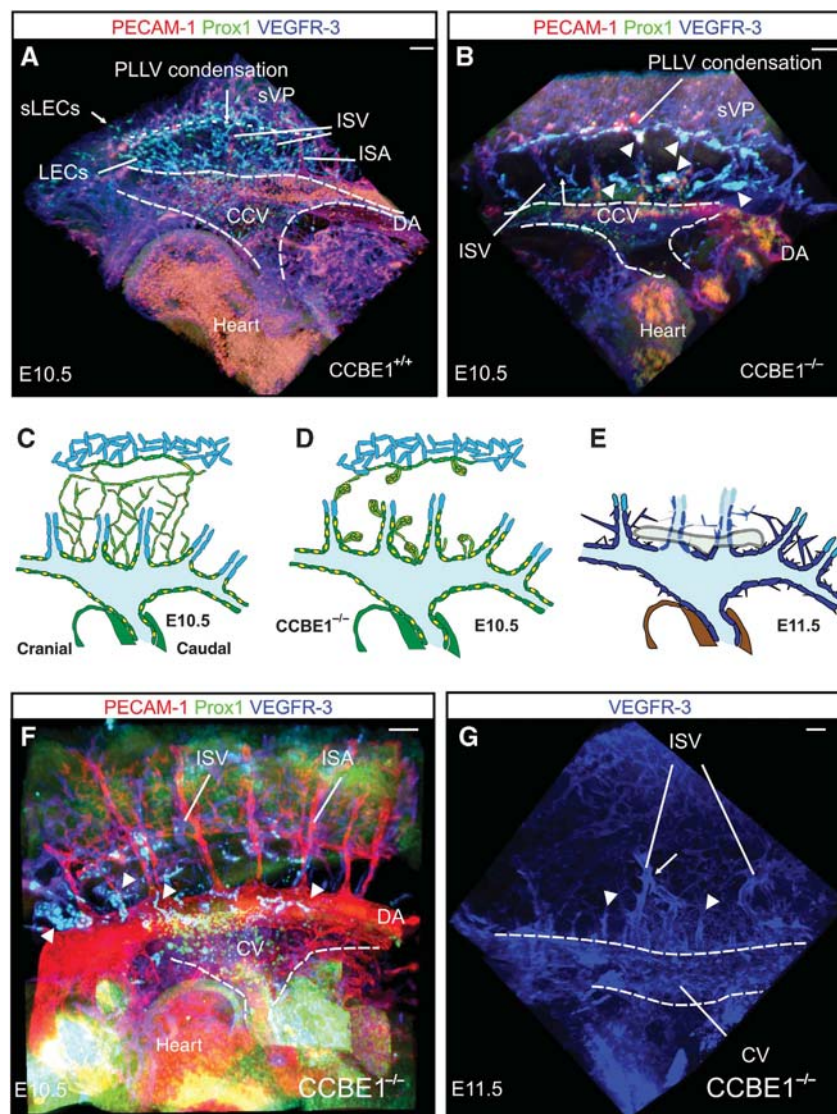 PECAM-1 Prox1 VEGFR-3
A
PLLV condensation
sVP
sLECs
ISV
ISA
LECs
CCV
DA
Heart
E10.5
CCBE1+/+
PECAM-1 Prox1 VEGFR-3
B
PLLV condensation
sVP
CCV
ISV
DA
Heart
E10.5
CCBE1–/–
C
E10.5
Cranial
Caudal
D
CCBE1–/–
E10.5
E
E11.5
PECAM-1 Prox1 VEGFR-3
F
ISV
ISA
DA
CV
Heart
E10.5
CCBE1–/–
VEGFR-3
G
ISV
CV
E11.5
CCBE1–/–